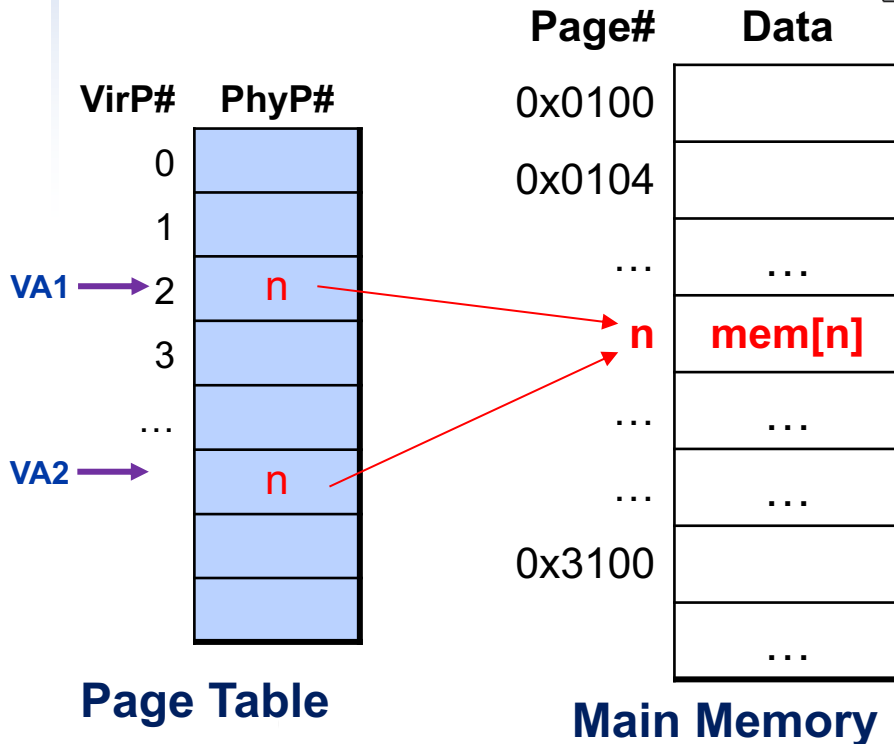 Page# Data
VirP# PhyP#
0x0100
0
0x0104
1
... ...
VA1 2 n
n mem[n]
3
... ...
...
VA2 n
... ...
0x3100
...
Page Table
Main Memory